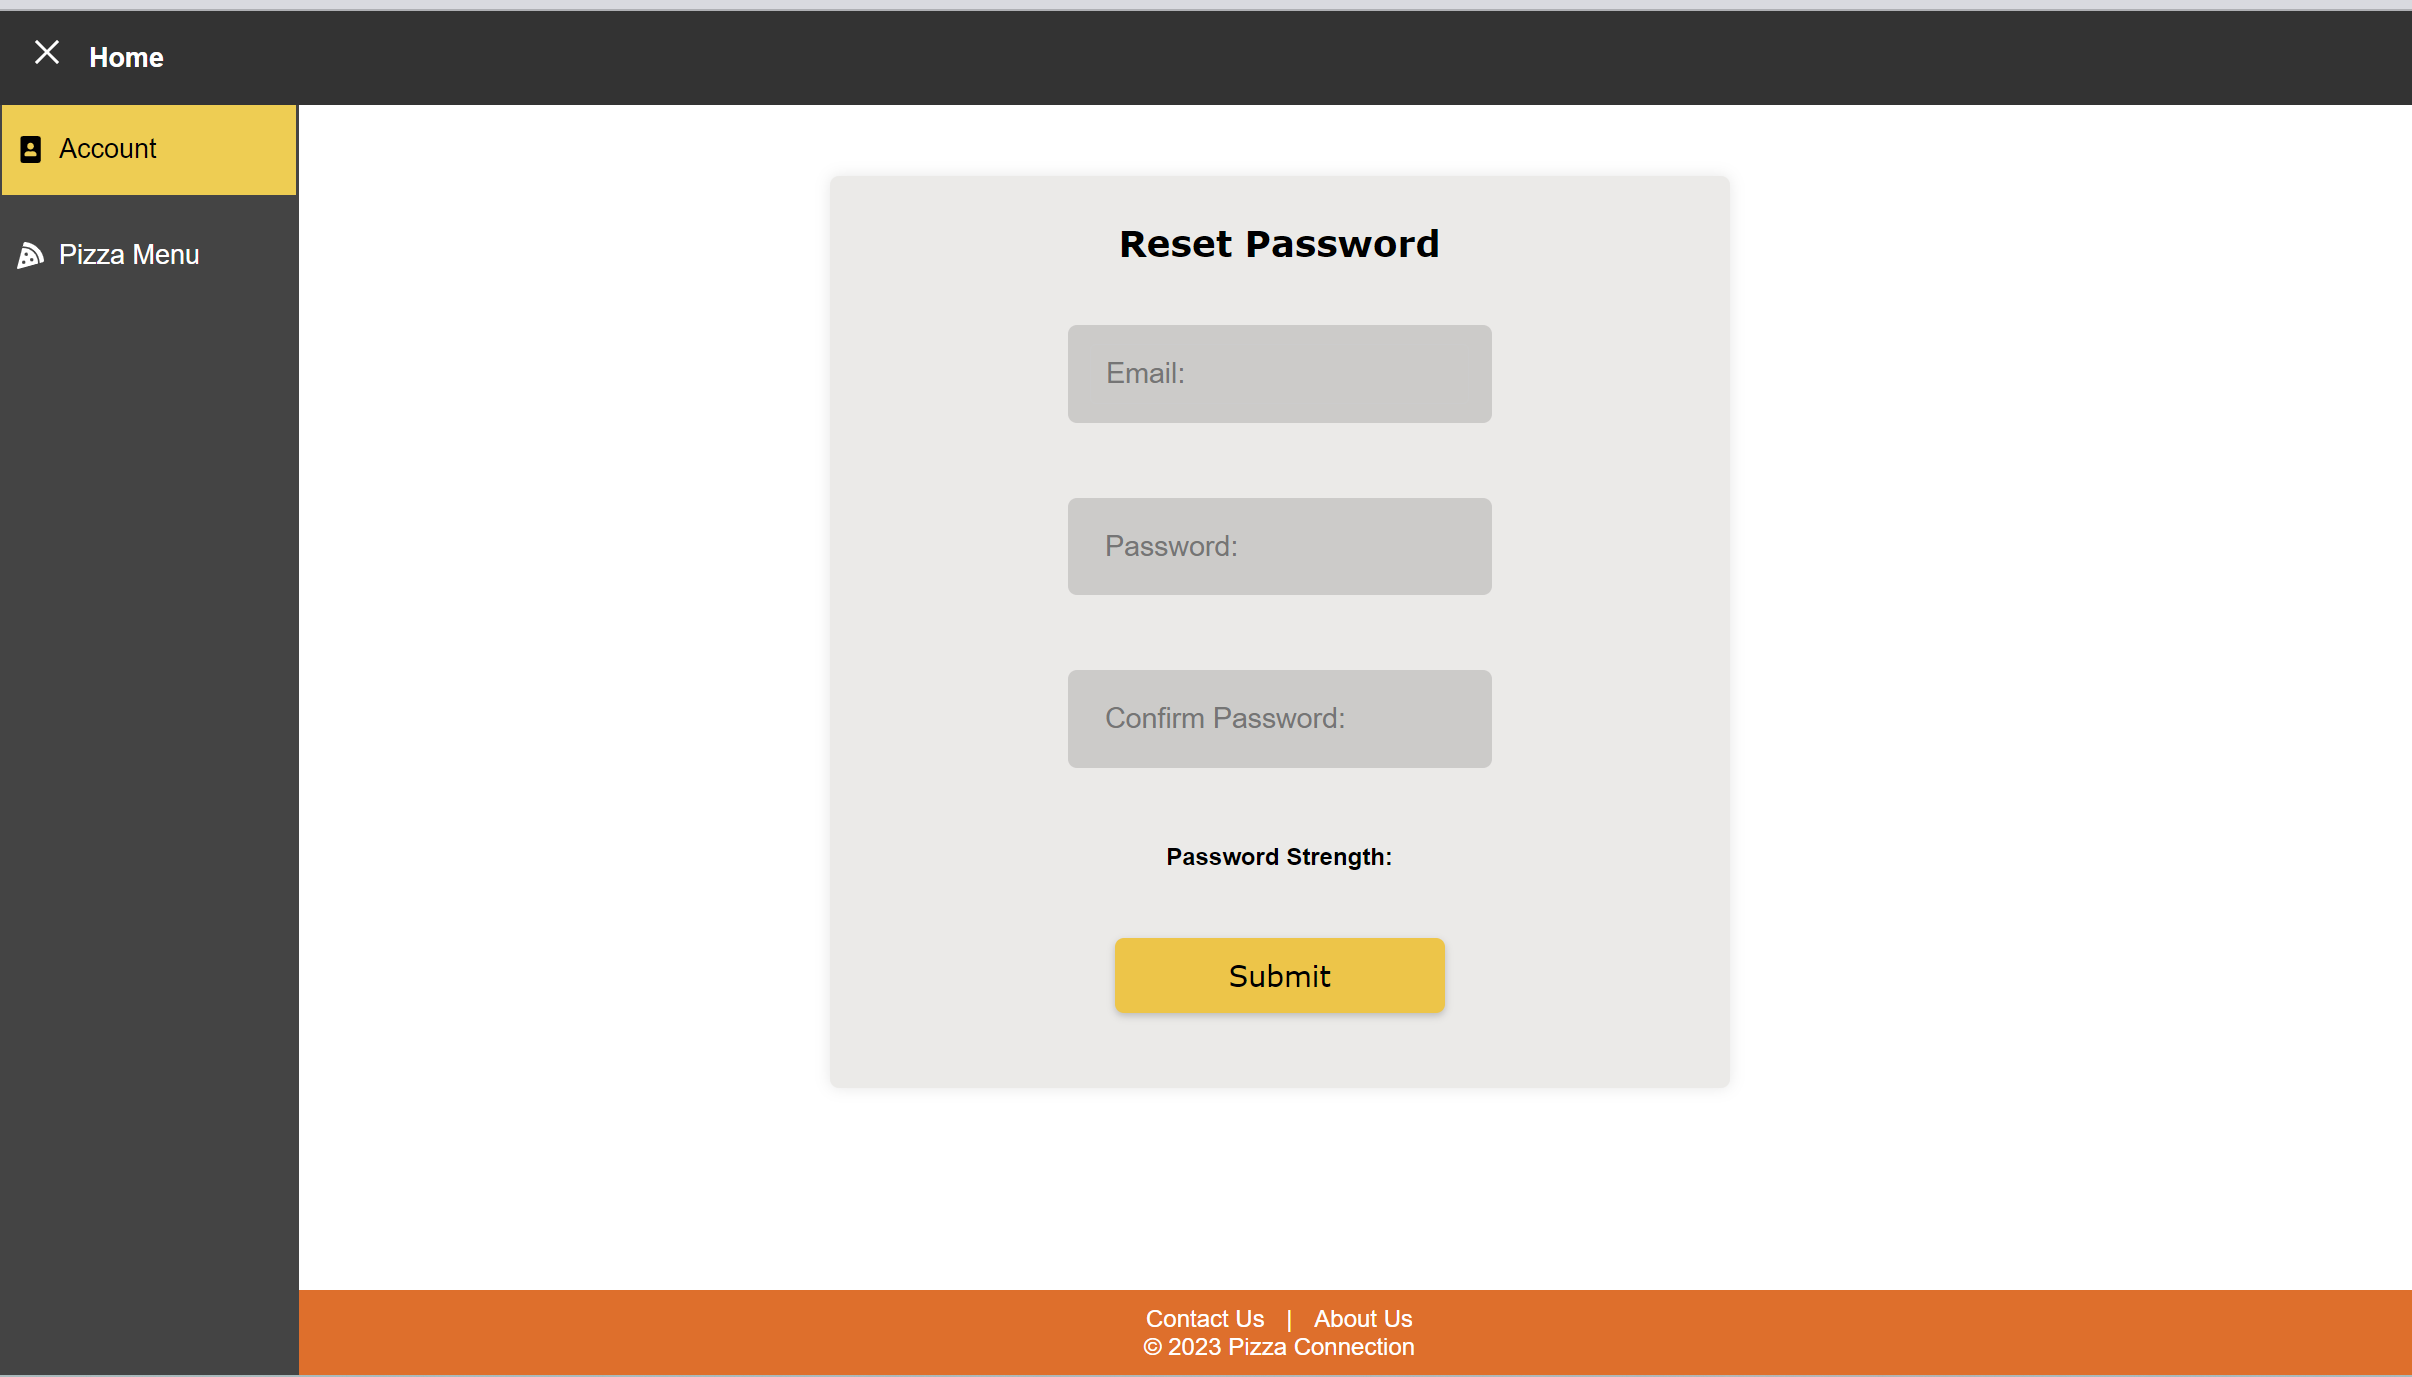 Home
Account
Pizza Menu
Reset Password
Email:
Password:
Confirm Password:
Password Strength:
Submit
Contact Us | About Us
© 2023 Pizza Connection